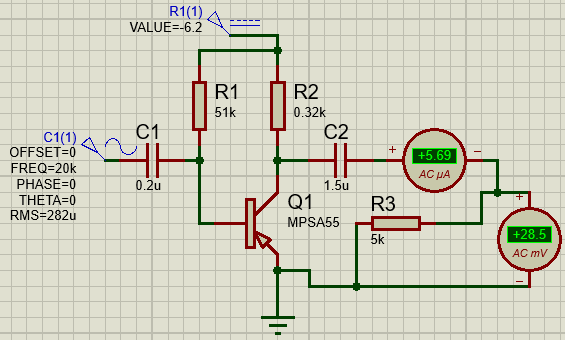 R1(1)
VALUE=-6.2
R1
51k
R2
0.32k
C1(1)
OFFSET=0
FREQ=20k
PHASE=0
THETA=0
RMS=282u
C1
0.2u
C2
1.5u
+
+5.69
AC µA
−
Q1
MPSA55
R3
5k
+
+28.5
AC mV
−